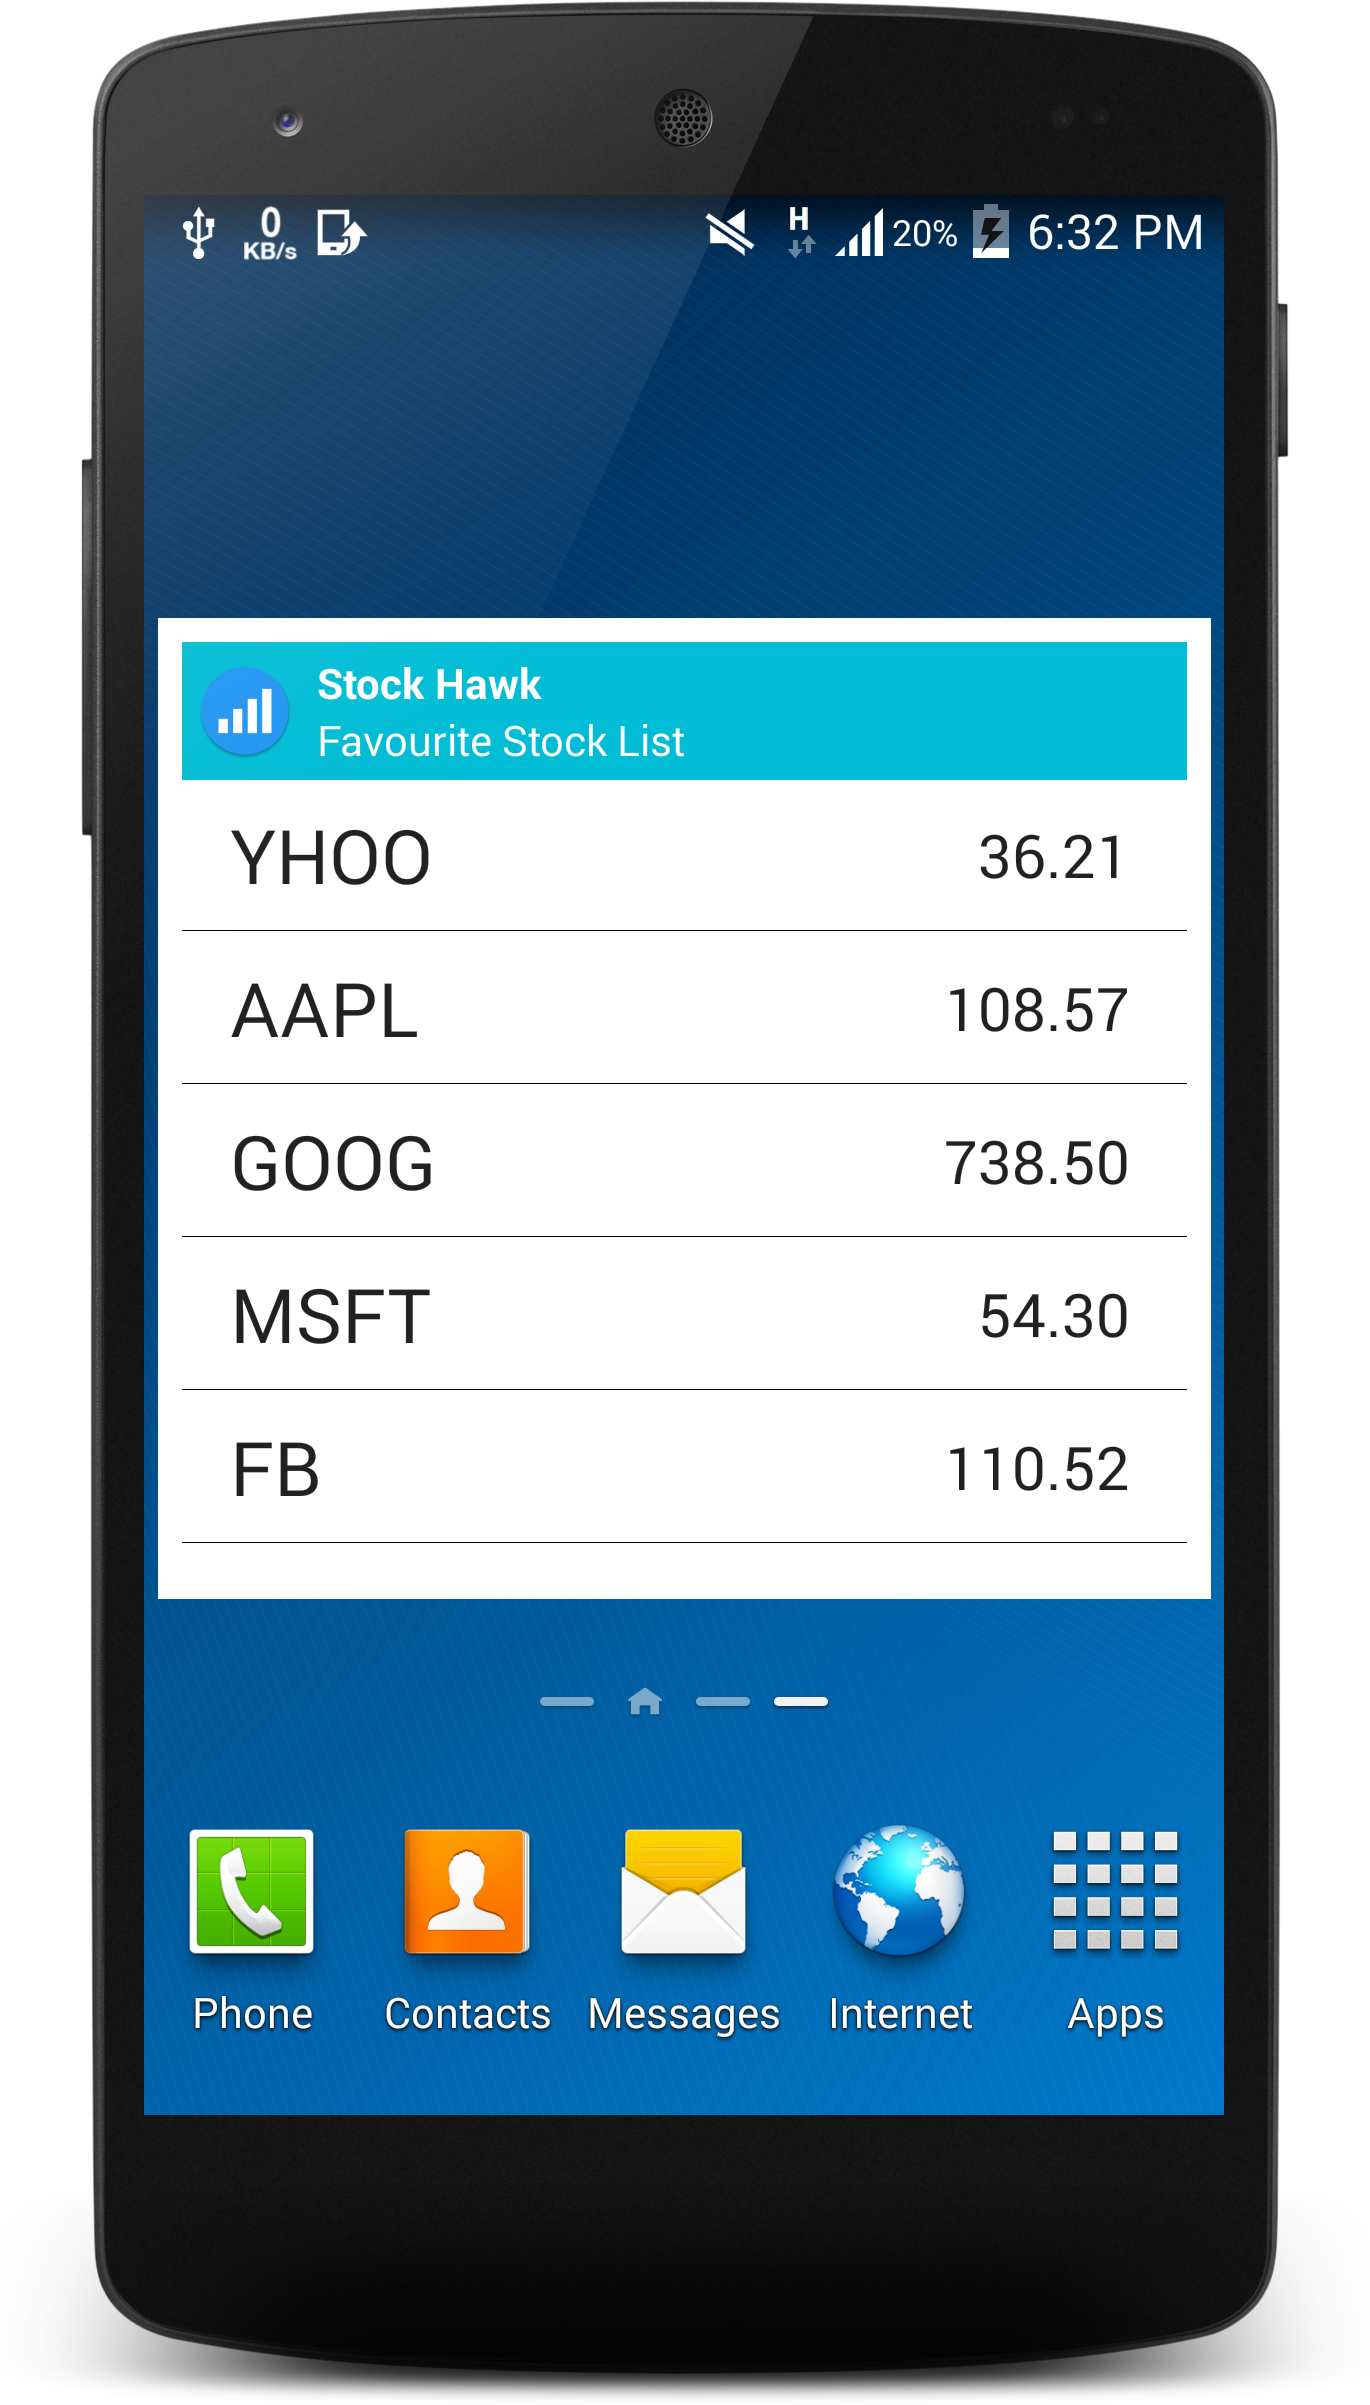 0
KB/s
H
20%
6:32 PM
Stock Hawk
Favourite Stock List
YHOO 36.21
AAPL 108.57
GOOG 738.50
MSFT 54.30
FB 110.52
Phone Contacts Messages Internet Apps